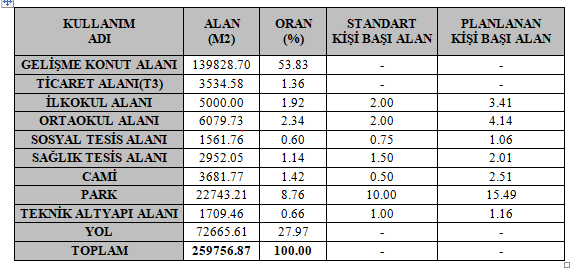 KULLANIM ADI | ALAN (M2) | ORAN (%) | STANDART KİŞİ BAŞI ALAN | PLANLANAN KİŞİ BAŞI ALAN
GELİŞME KONUT ALANI | 139828.70 | 53.83 | - | -
TİCARET ALANI(T3) | 3534.58 | 1.36 | - | -
İLKOKUL ALANI | 5000.00 | 1.92 | 2.00 | 3.41
ORTAOKUL ALANI | 6079.73 | 2.34 | 2.00 | 4.14
SOSYAL TESİS ALANI | 1561.76 | 0.60 | 0.75 | 1.06
SAĞLIK TESİS ALANI | 2952.05 | 1.14 | 1.50 | 2.01
CAMİ | 3681.77 | 1.42 | 0.50 | 2.51
PARK | 22743.21 | 8.76 | 10.00 | 15.49
TEKNİK ALTYAPI ALANI | 1709.46 | 0.66 | 1.00 | 1.16
YOL | 72665.61 | 27.97 | - | -
TOPLAM | 259756.87 | 100.00 | - | -